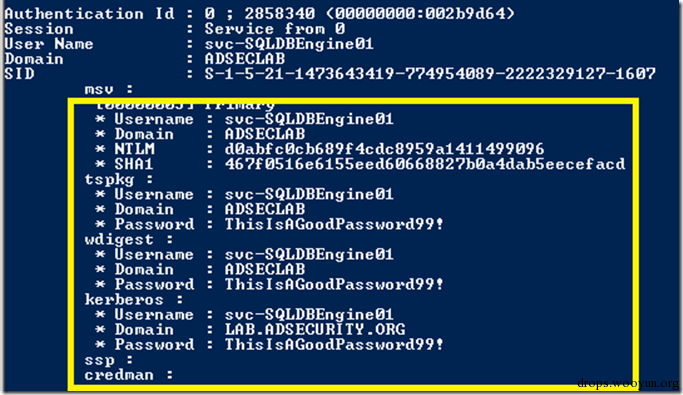 Authentication Id : 0 ; 2858340 (00000000:002b9d64)
Session : Service from 0
User Name : svc-SQLDBEngine01
Domain : ADSECLAB
SID : S-1-5-21-1473643419-774954089-2222329127-1607
msv :
[00000003] Primary
* Username : svc-SQLDBEngine01
* Domain : ADSECLAB
* NTLM : d0abfc0cb689f4cdc8959a1411499096
* SHA1 : 467f0516e6155eed60668827b0a4dab5eecefacd
tspkg :
* Username : svc-SQLDBEngine01
* Domain : ADSECLAB
* Password : ThisIsAGoodPassword99!
wdigest :
* Username : svc-SQLDBEngine01
* Domain : ADSECLAB
* Password : ThisIsAGoodPassword99!
kerberos :
* Username : svc-SQLDBEngine01
* Domain : LAB.ADSECURITY.ORG
* Password : ThisIsAGoodPassword99!
ssp :
credman :
drops.wooyun.org